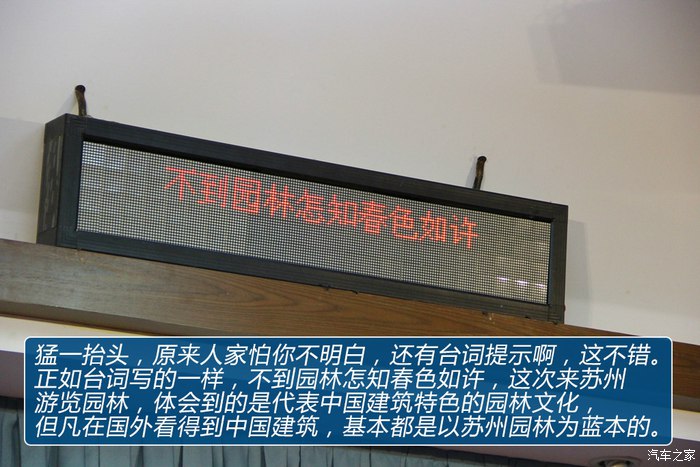 不到园林怎知春色如许
猛一抬头，原来人家怕你不明白，还有台词提示啊，这不错。
正如台词写的一样，不到园林怎知春色如许，这次来苏州
游览园林，体会到的是代表中国建筑特色的园林文化，
但凡在国外看得到中国建筑，基本都是以苏州园林为蓝本的。
汽车之家